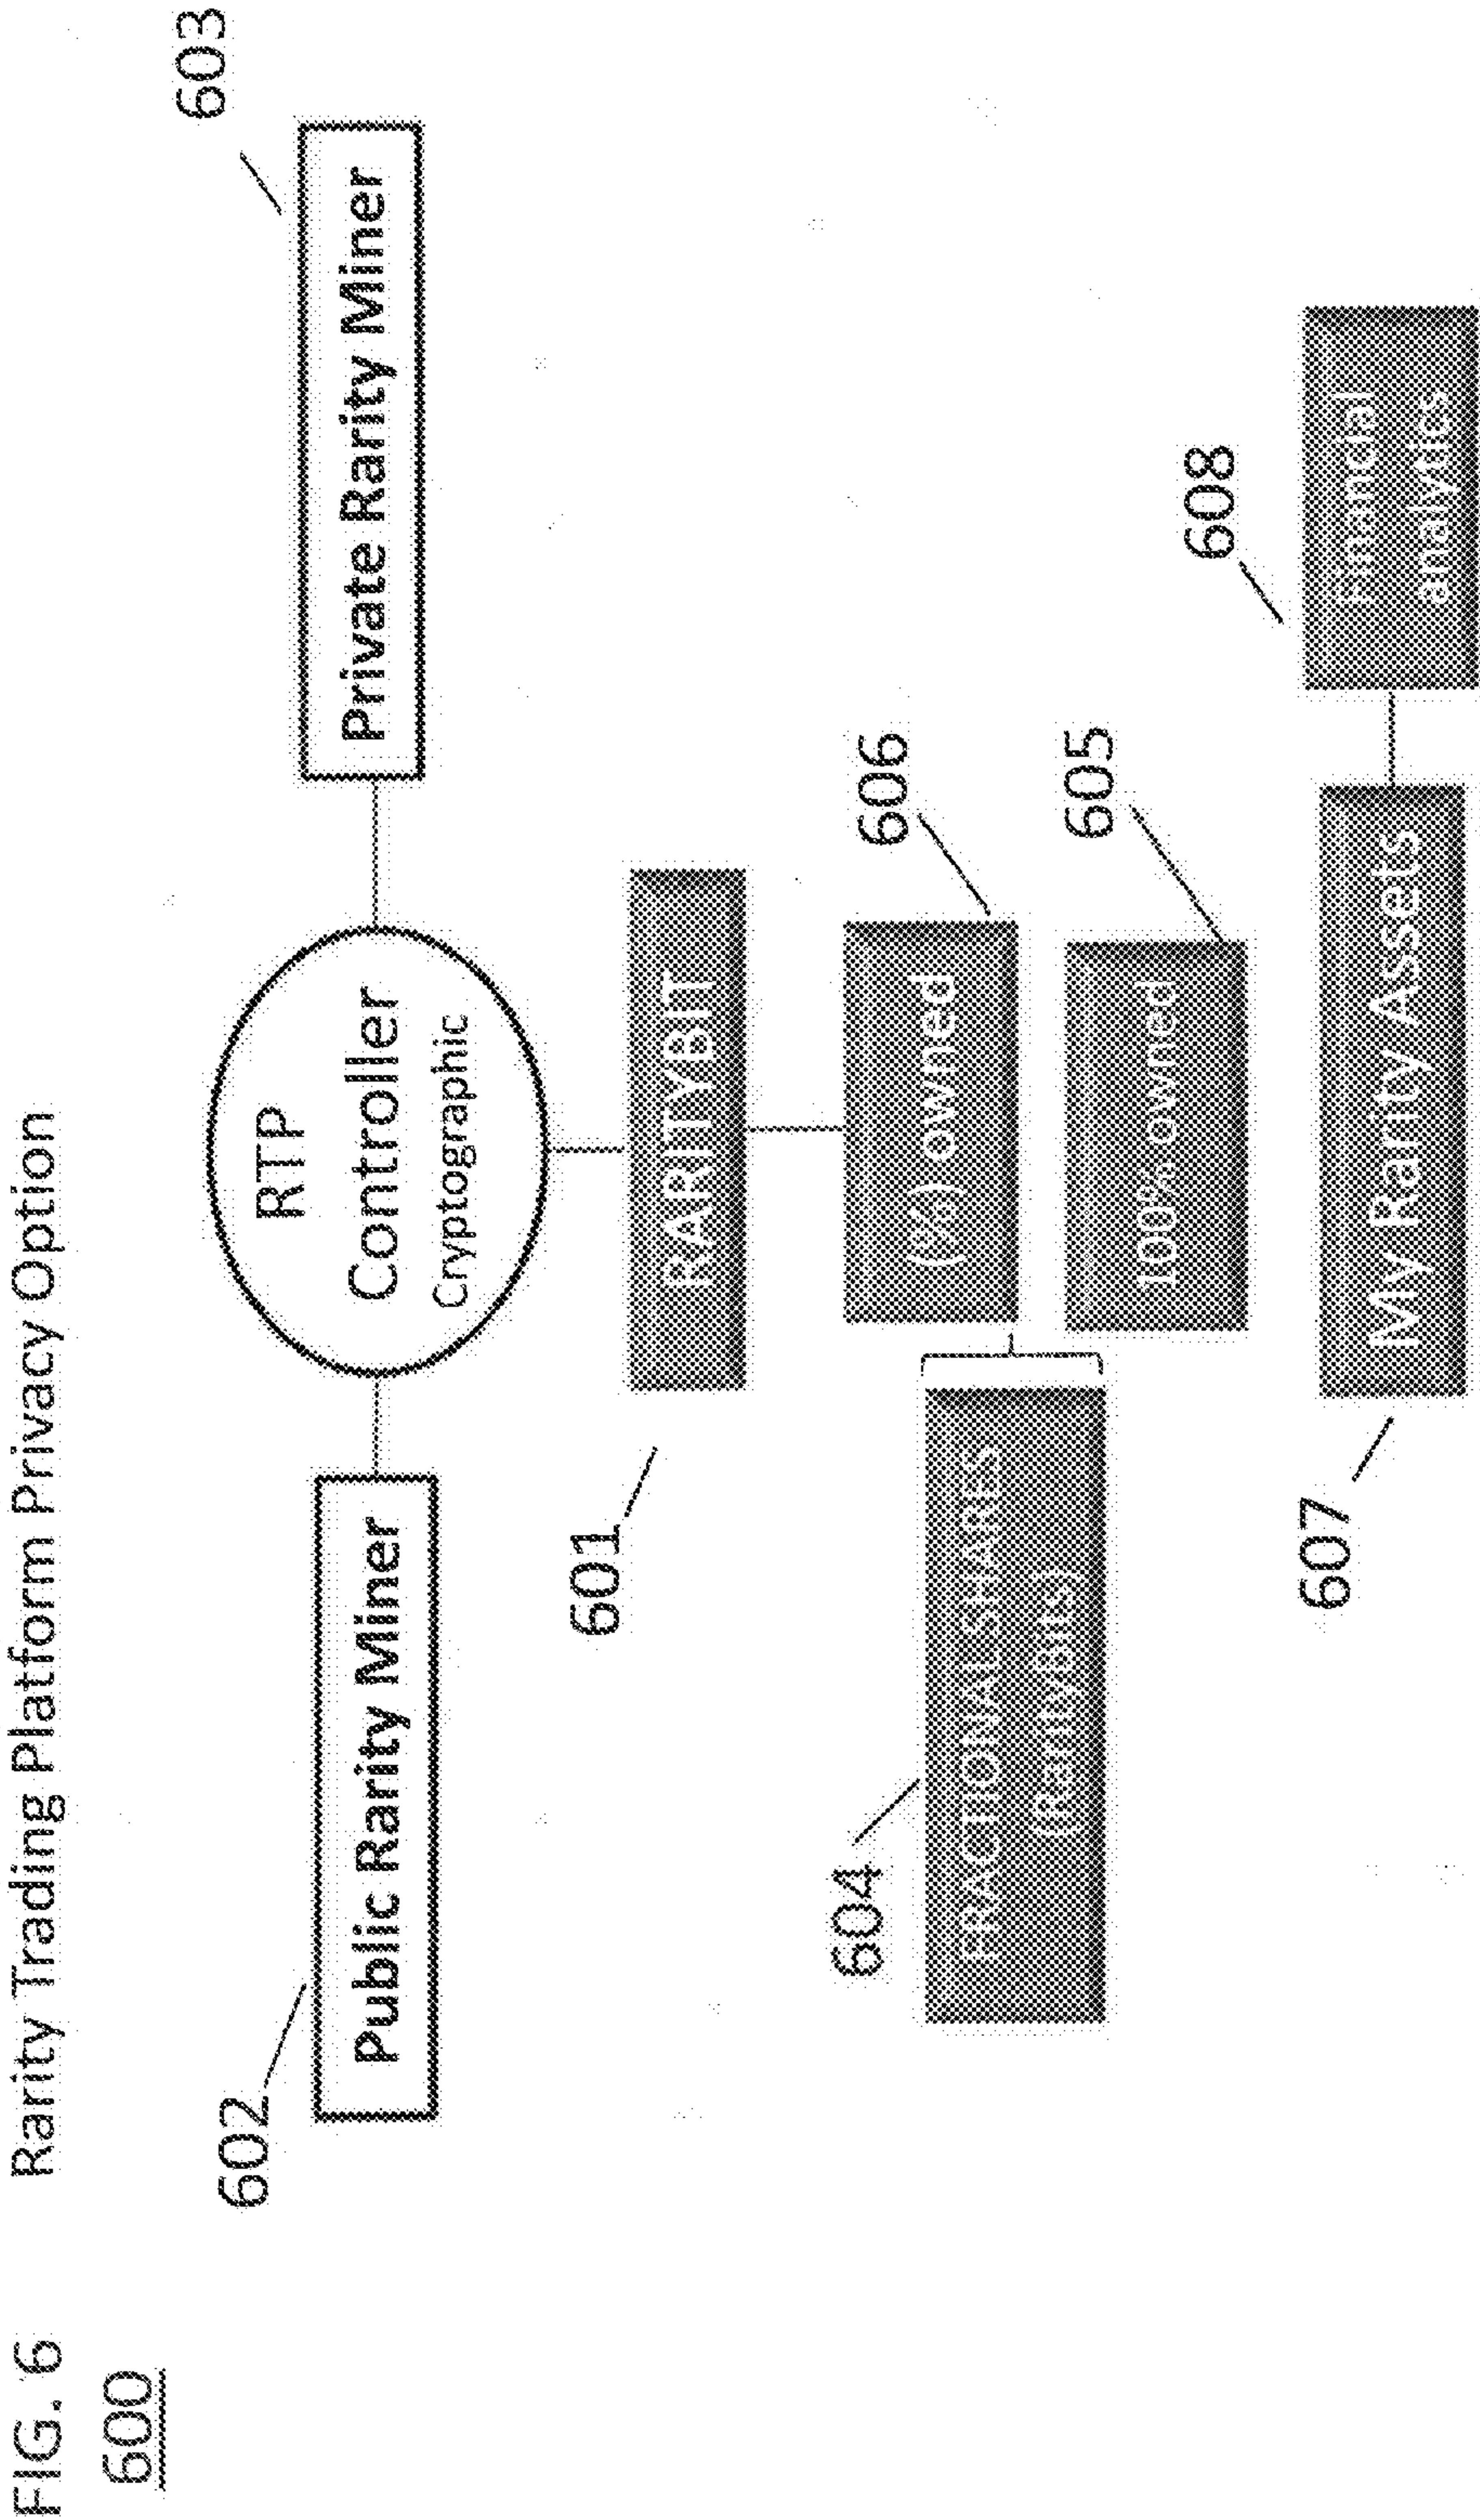 FIG. 6 Rarity Trading Platform Privacy Option
600
602
603
Public Rarity Miner
RTP
Controller
Cryptographic
Private Rarity Miner
601
RARITYBIT
604
FRACTIONAL SHARES
(raritybits)
606
(%) owned
605
100% owned
607
My Rarity Assets
608
Financial
analytics